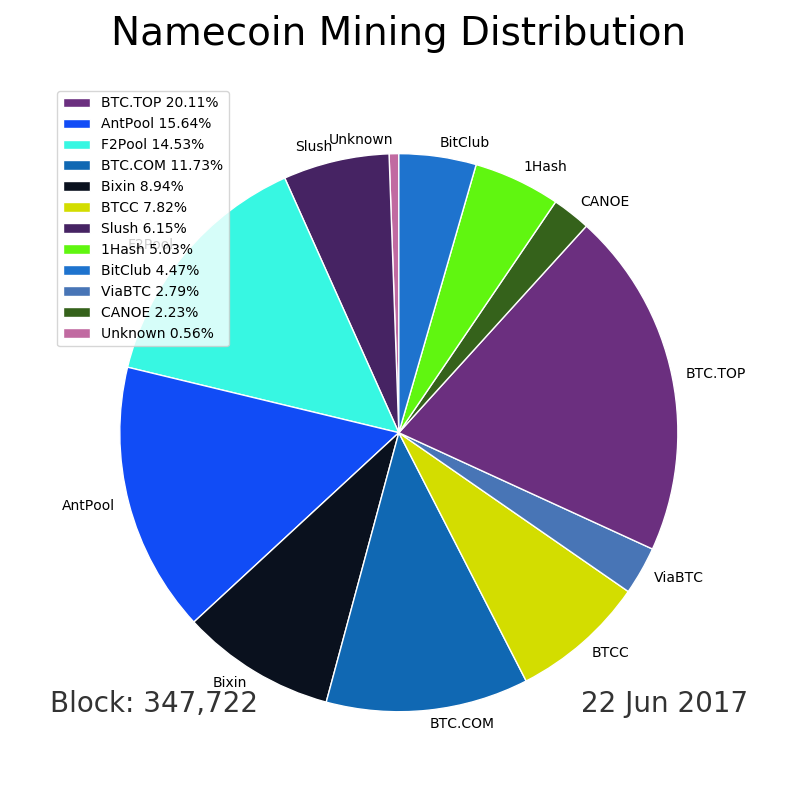 Namecoin Mining Distribution
BTC.TOP 20.11%
AntPool 15.64%
F2Pool 14.53%
BTC.COM 11.73%
Bixin 8.94%
BTCC 7.82%
Slush 6.15%
1Hash 5.03%
BitClub 4.47%
ViaBTC 2.79%
CANOE 2.23%
Unknown 0.56%
Slush
Unknown
BitClub
1Hash
CANOE
F2Pool
BTC.TOP
AntPool
ViaBTC
BTCC
Bixin
BTC.COM
Block: 347,722
22 Jun 2017